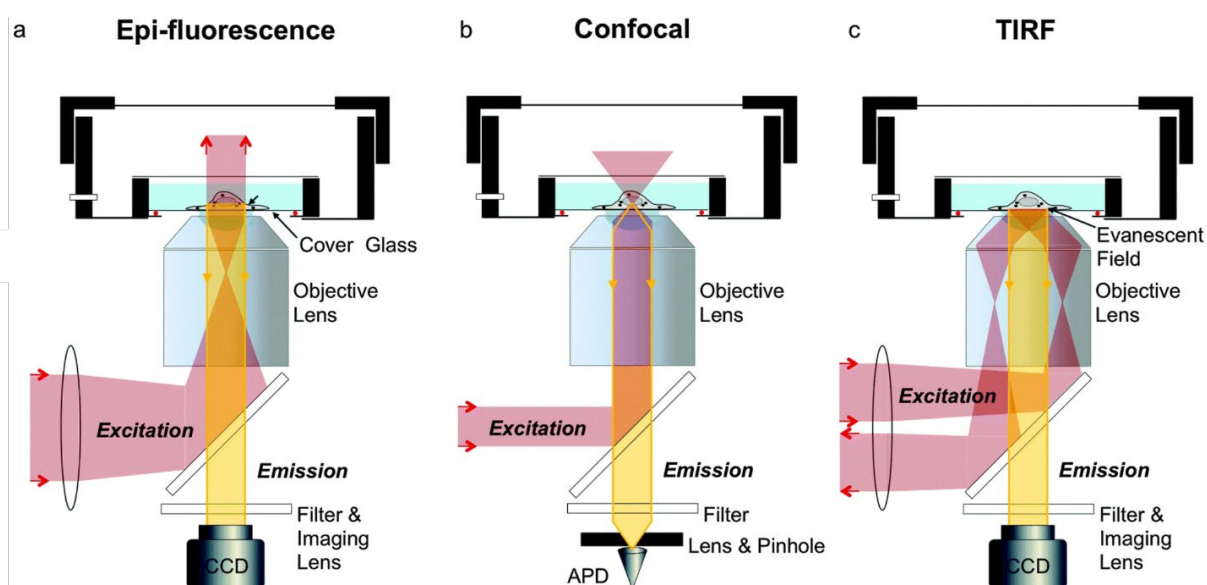 a Epi-fluorescence
Cover Glass
Objective
Lens
Excitation
Emission
Filter &
Imaging
Lens
CCD
b Confocal
Objective
Lens
Excitation
Emission
Filter
Lens & Pinhole
APD
c TIRF
Evanescent
Field
Objective
Lens
Excitation
Emission
Filter &
Imaging
Lens
CCD